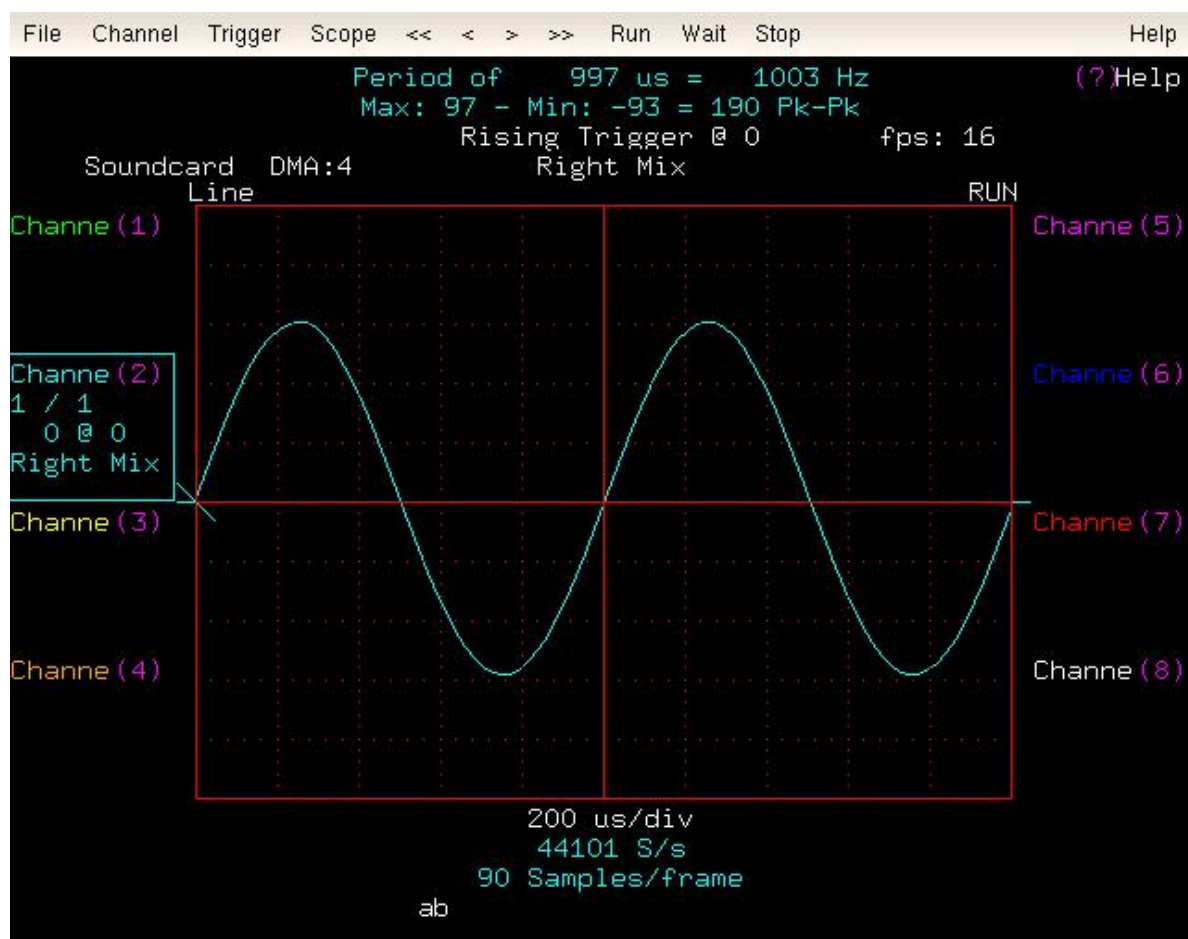 File Channel Trigger Scope << < > >> Run Wait Stop Help
Period of 997 us = 1003 Hz (?)Help
Max: 97 - Min: -93 = 190 Pk-Pk
Rising Trigger @ 0 fps: 16
Soundcard DMA:4 Right Mix
Line RUN
Channe(1) Channe(5)
Channe(2) Channe(6)
1 / 1
0 @ 0
Right Mix
Channe(3) Channe(7)
Channe(4) Channe(8)
200 us/div
44101 S/s
90 Samples/frame
ab